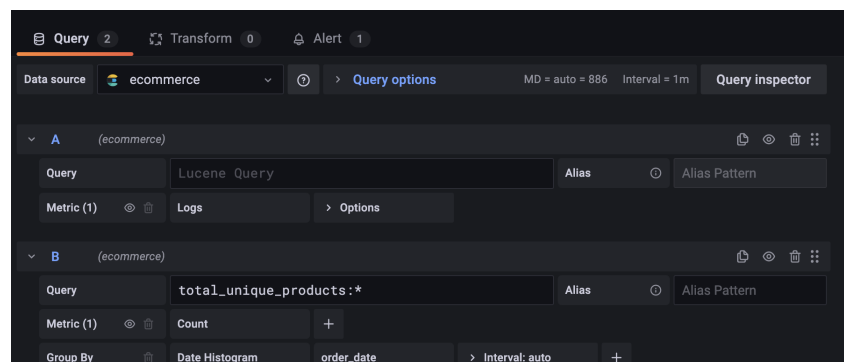 Query 2 Transform 0 Alert 1
Data source ecommerce Query options MD = auto = 886 Interval = 1m Query inspector
A (ecommerce)
Query Lucene Query Alias Alias Pattern
Metric (1) Logs > Options
B (ecommerce)
Query total_unique_products:* Alias Alias Pattern
Metric (1) Count +
Group By Date Histogram order_date > Interval: auto +